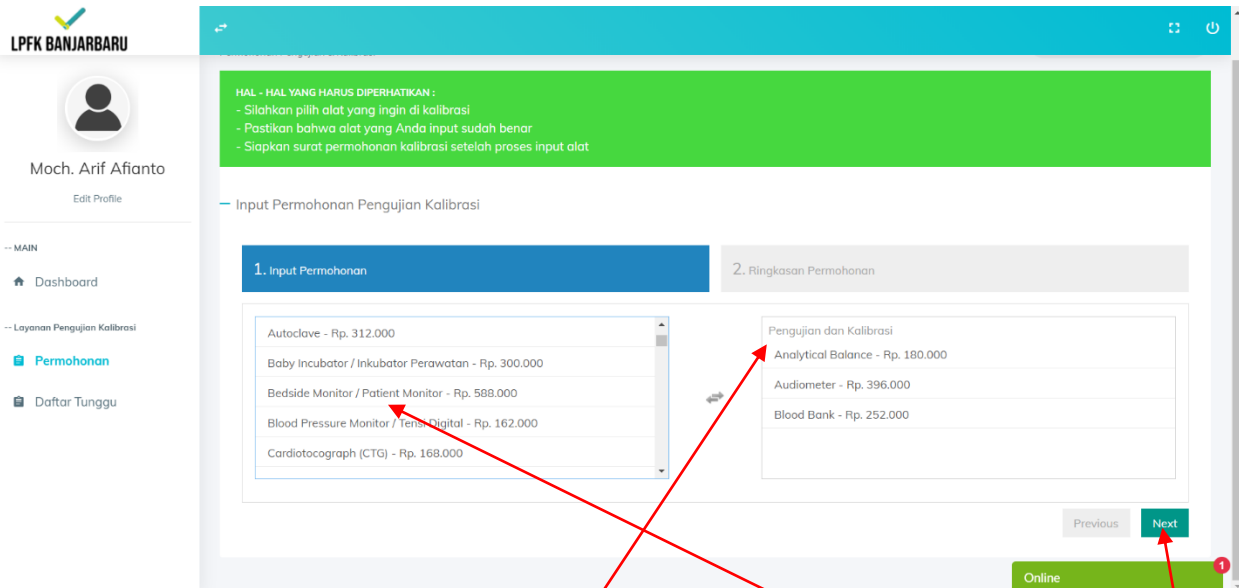 LPFK BANJARBARU
Moch. Arif Afianto
Edit Profile
-- MAIN
Dashboard
-- Layanan Pengujian Kalibrasi
Permohonan
Daftar Tunggu
HAL - HAL YANG HARUS DIPERHATIKAN :
- Silahkan pilih alat yang ingin di kalibrasi
- Pastikan bahwa alat yang Anda input sudah benar
- Siapkan surat permohonan kalibrasi setelah proses input alat
Input Permohonan Pengujian Kalibrasi
1. Input Permohonan
2. Ringkasan Permohonan
Autoclave - Rp. 312.000
Baby Incubator / Inkubator Perawatan - Rp. 300.000
Bedside Monitor / Patient Monitor - Rp. 588.000
Blood Pressure Monitor / Tensi Digital - Rp. 162.000
Cardiotocograph (CTG) - Rp. 168.000
Pengujian dan Kalibrasi
Analytical Balance - Rp. 180.000
Audiometer - Rp. 396.000
Blood Bank - Rp. 252.000
Previous
Next
Online
1